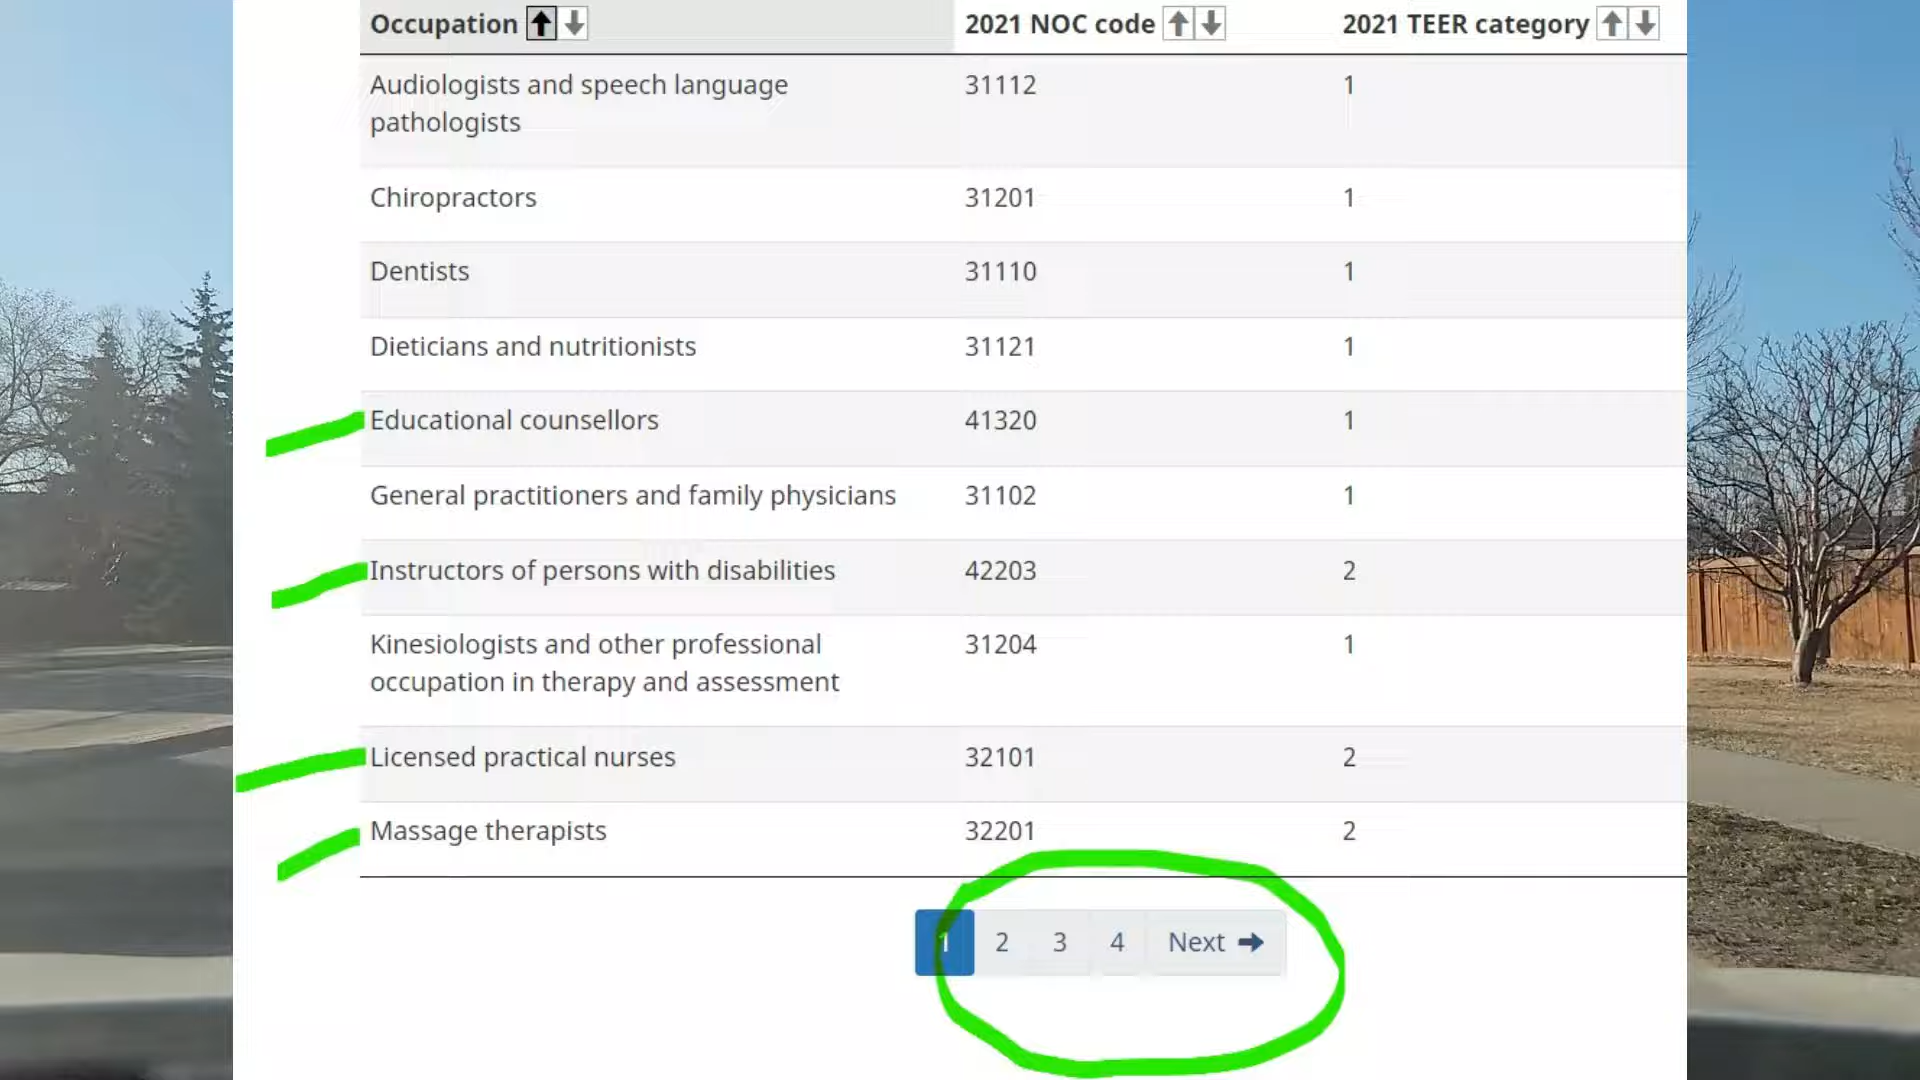 Occupation 2021 NOC code 2021 TEER category
Audiologists and speech language 31112 1
pathologists
Chiropractors 31201 1
Dentists 31110 1
Dieticians and nutritionists 31121 1
Educational counsellors 41320 1
General practitioners and family physicians 31102 1
Instructors of persons with disabilities 42203 2
Kinesiologists and other professional 31204 1
occupation in therapy and assessment
Licensed practical nurses 32101 2
Massage therapists 32201 2
1 2 3 4 Next